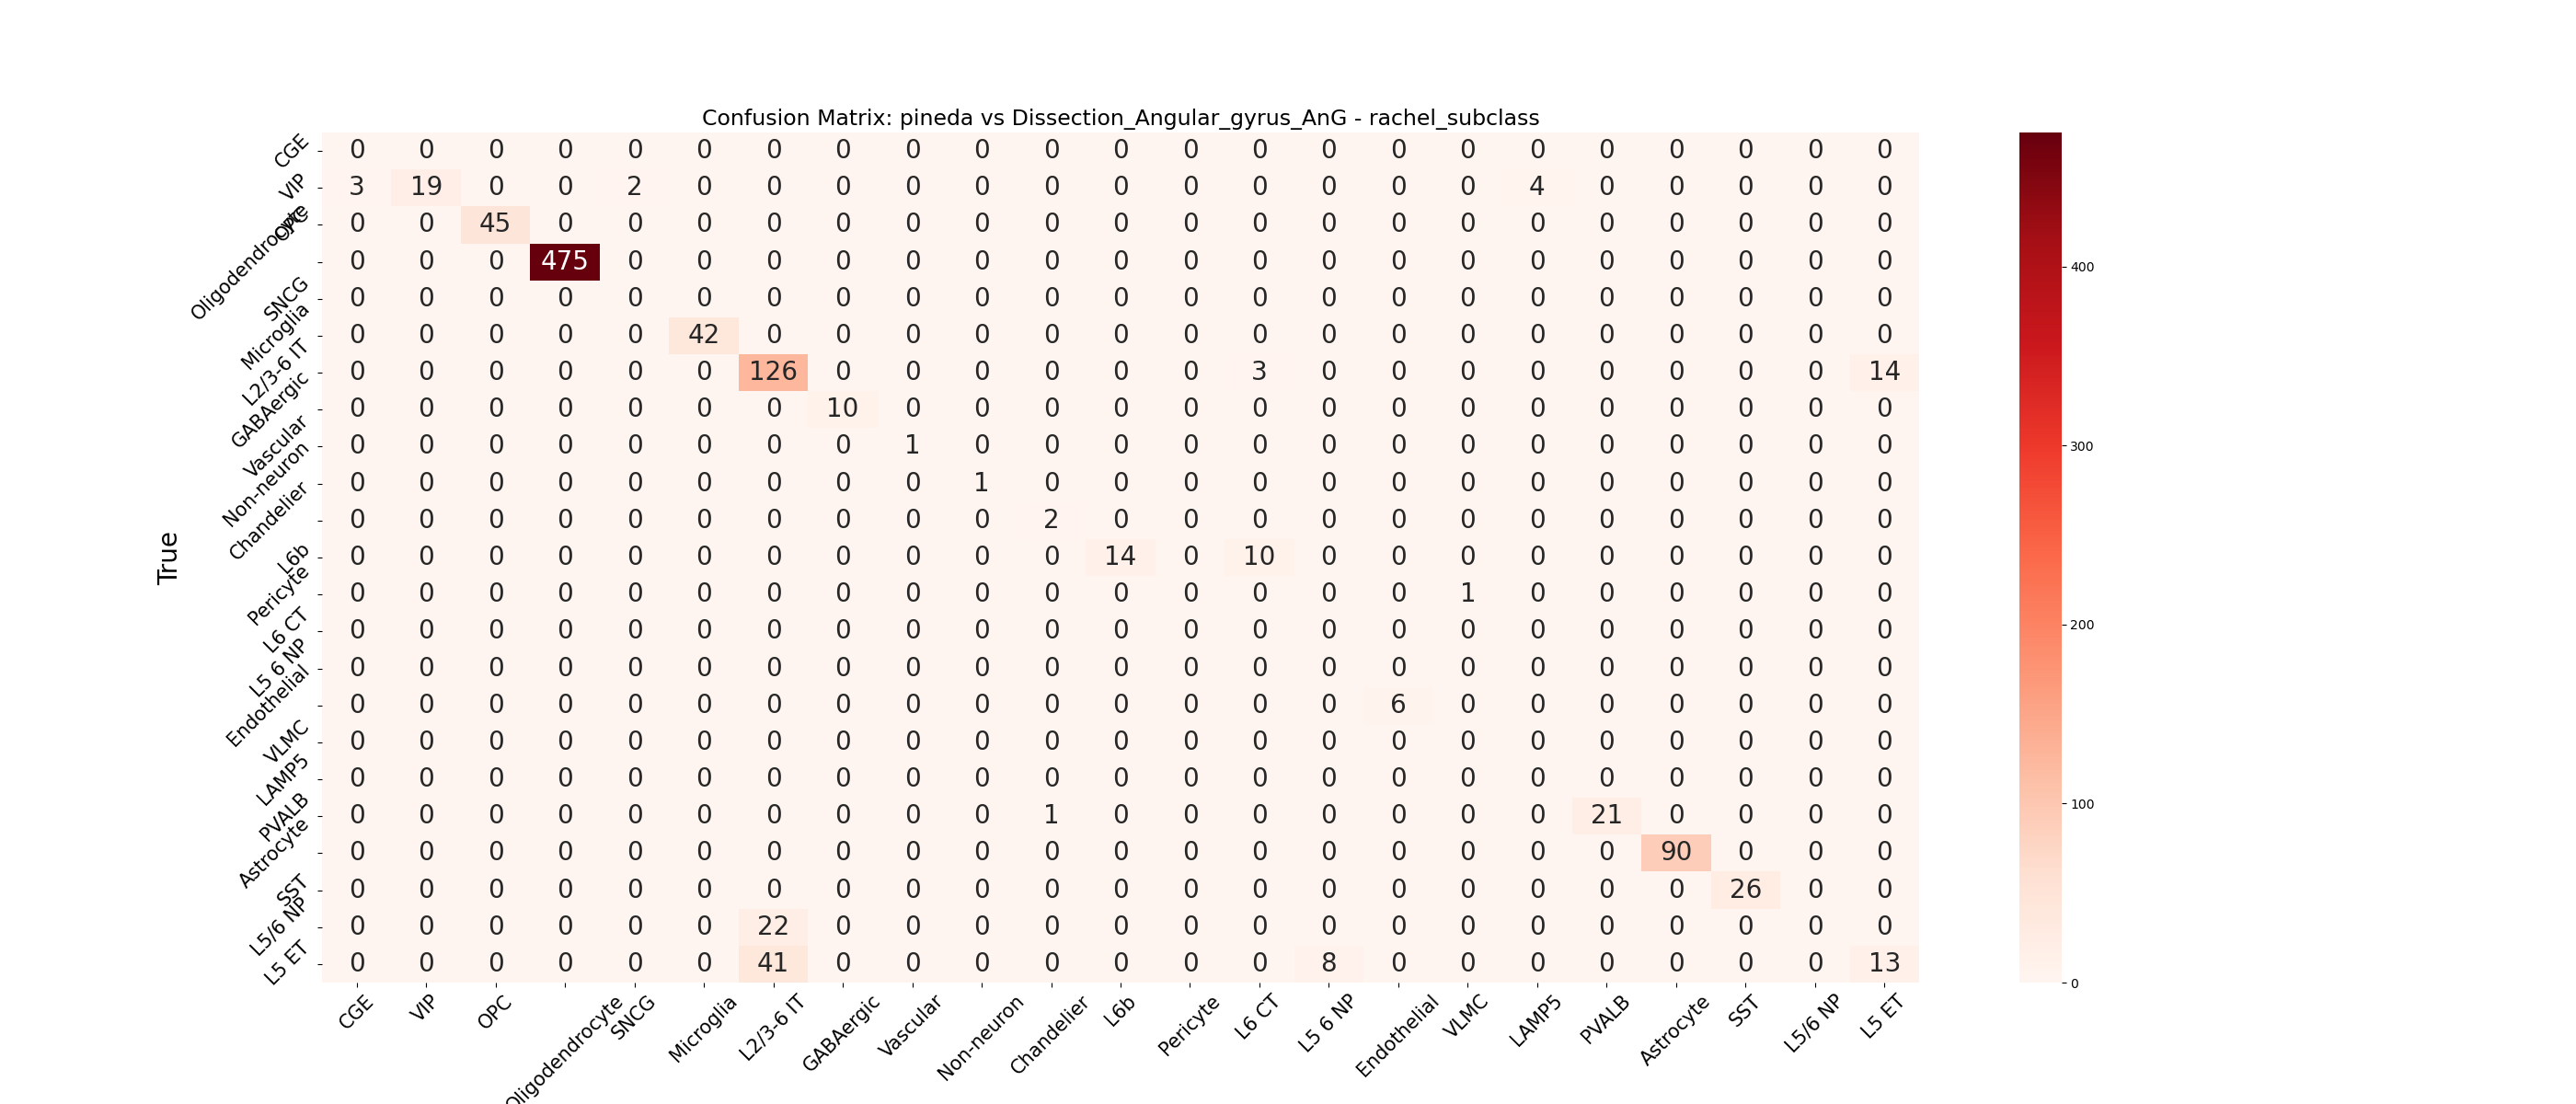 Confusion Matrix: pineda vs Dissection_Angular_gyrus_AnG - rachel_subclass
True
CGE 0 0 0 0 0 0 0 0 0 0 0 0 0 0 0 0 0 0 0 0 0 0 0
VIP 3 19 0 0 2 0 0 0 0 0 0 0 0 0 0 0 0 4 0 0 0 0 0
OPC 0 0 45 0 0 0 0 0 0 0 0 0 0 0 0 0 0 0 0 0 0 0 0
Oligodendrocyte 0 0 0 475 0 0 0 0 0 0 0 0 0 0 0 0 0 0 0 0 0 0 0
SNCG 0 0 0 0 0 0 0 0 0 0 0 0 0 0 0 0 0 0 0 0 0 0 0
Microglia 0 0 0 0 0 42 0 0 0 0 0 0 0 0 0 0 0 0 0 0 0 0 0
L2/3-6 IT 0 0 0 0 0 0 126 0 0 0 0 0 0 3 0 0 0 0 0 0 0 0 14
GABAergic 0 0 0 0 0 0 0 10 0 0 0 0 0 0 0 0 0 0 0 0 0 0 0
Vascular 0 0 0 0 0 0 0 0 1 0 0 0 0 0 0 0 0 0 0 0 0 0 0
Non-neuron 0 0 0 0 0 0 0 0 0 1 0 0 0 0 0 0 0 0 0 0 0 0 0
Chandelier 0 0 0 0 0 0 0 0 0 0 2 0 0 0 0 0 0 0 0 0 0 0 0
L6b 0 0 0 0 0 0 0 0 0 0 0 14 0 10 0 0 0 0 0 0 0 0 0
Pericyte 0 0 0 0 0 0 0 0 0 0 0 0 0 0 0 0 1 0 0 0 0 0 0
L6 CT 0 0 0 0 0 0 0 0 0 0 0 0 0 0 0 0 0 0 0 0 0 0 0
L5 6 NP 0 0 0 0 0 0 0 0 0 0 0 0 0 0 0 0 0 0 0 0 0 0 0
Endothelial 0 0 0 0 0 0 0 0 0 0 0 0 0 0 0 6 0 0 0 0 0 0 0
VLMC 0 0 0 0 0 0 0 0 0 0 0 0 0 0 0 0 0 0 0 0 0 0 0
LAMP5 0 0 0 0 0 0 0 0 0 0 0 0 0 0 0 0 0 0 0 0 0 0 0
PVALB 0 0 0 0 0 0 0 0 0 0 1 0 0 0 0 0 0 0 21 0 0 0 0
Astrocyte 0 0 0 0 0 0 0 0 0 0 0 0 0 0 0 0 0 0 0 90 0 0 0
SST 0 0 0 0 0 0 0 0 0 0 0 0 0 0 0 0 0 0 0 0 26 0 0
L5/6 NP 0 0 0 0 0 0 22 0 0 0 0 0 0 0 0 0 0 0 0 0 0 0 0
L5 ET 0 0 0 0 0 0 41 0 0 0 0 0 0 0 8 0 0 0 0 0 0 0 13
CGE VIP OPC Oligodendrocyte SNCG Microglia L2/3-6 IT GABAergic Vascular Non-neuron Chandelier L6b Pericyte L6 CT L5 6 NP Endothelial VLMC LAMP5 PVALB Astrocyte SST L5/6 NP L5 ET
400
300
200
100
0